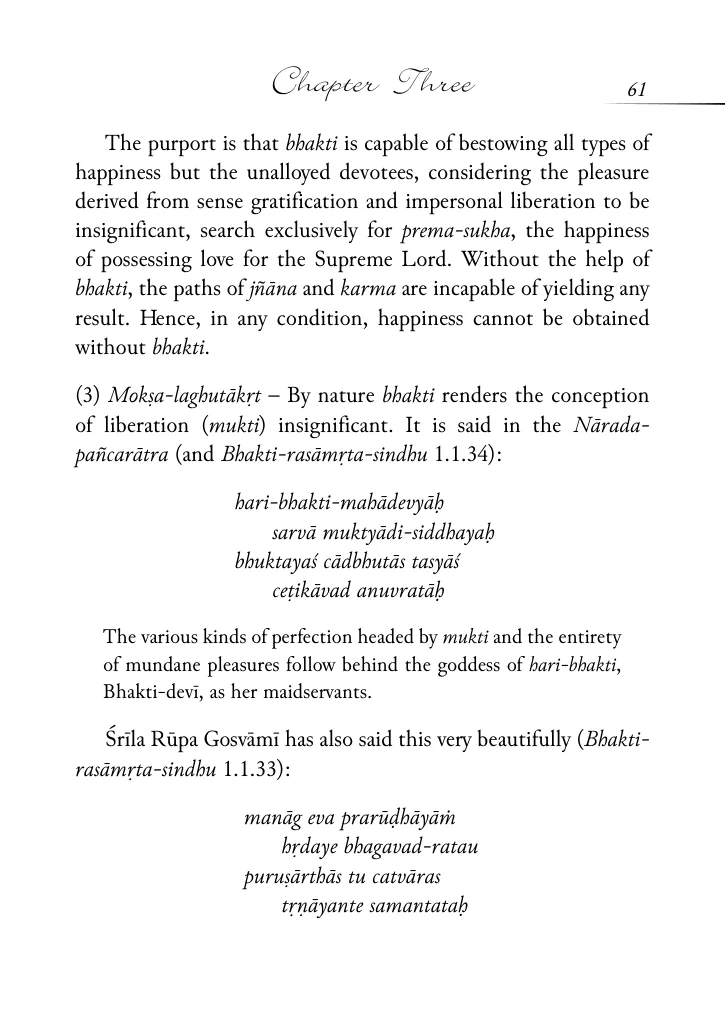 Chapter Three
61
The purport is that bhakti is capable of bestowing all types of
happiness but the unalloyed devotees, considering the pleasure
derived from sense gratification and impersonal liberation to be
insignificant, search exclusively for prema-sukha, the happiness
of possessing love for the Supreme Lord. Without the help of
bhakti, the paths of jñāna and karma are incapable of yielding any
result. Hence, in any condition, happiness cannot be obtained
without bhakti.
(3) Mokṣa-laghutākṛt – By nature bhakti renders the conception
of liberation (mukti) insignificant. It is said in the Nārada-
pañcarātra (and Bhakti-rasāmṛta-sindhu 1.1.34):
hari-bhakti-mahādevyāḥ
sarvā muktyādi-siddhayaḥ
bhuktayaś cādbhutās tasyāś
ceṭikāvad anuvratāḥ
The various kinds of perfection headed by mukti and the entirety
of mundane pleasures follow behind the goddess of hari-bhakti,
Bhakti-devī, as her maidservants.
Śrīla Rūpa Gosvāmī has also said this very beautifully (Bhakti-
rasāmṛta-sindhu 1.1.33):
manāg eva prarūḍhāyāṁ
hṛdaye bhagavad-ratau
puruṣārthās tu catvāras
tṛṇāyante samantataḥ